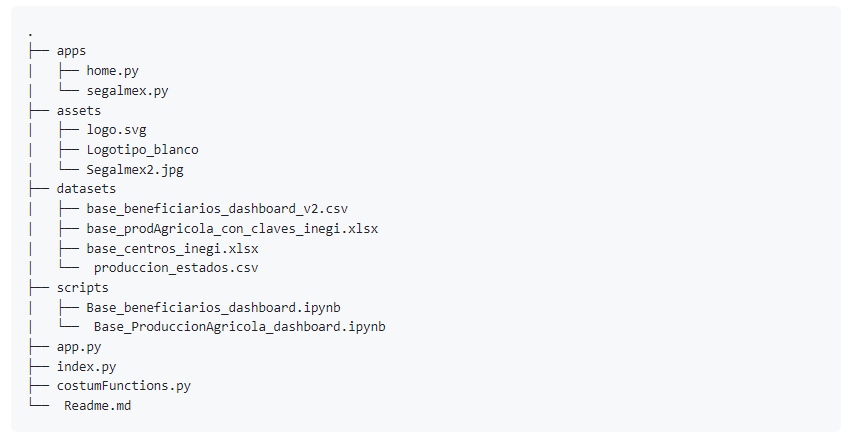 .
├── apps
│   ├── home.py
│   └── segalmex.py
├── assets
│   ├── logo.svg
│   ├── Logotipo_blanco
│   └── Segalmex2.jpg
├── datasets
│   ├── base_beneficiarios_dashboard_v2.csv
│   ├── base_prodAgricola_con_claves_inegi.xlsx
│   ├── base_centros_inegi.xlsx
│   └──  produccion_estados.csv
├── scripts
│   ├── Base_beneficiarios_dashboard.ipynb
│   └──  Base_ProduccionAgricola_dashboard.ipynb
├── app.py
├── index.py
├── costumFunctions.py
└──  Readme.md